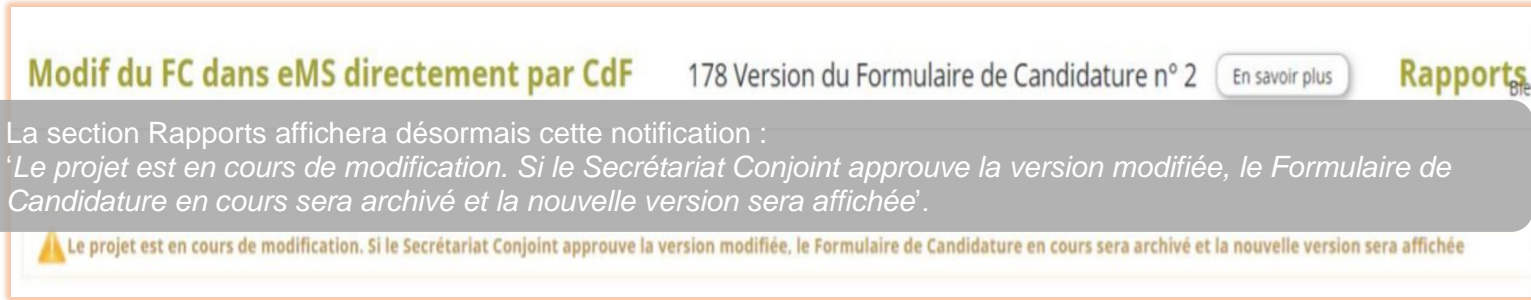 Modif du FC dans eMS directement par CdF 178 Version du Formulaire de Candidature n° 2 En savoir plus Rapports
La section Rapports affichera désormais cette notification :
‘Le projet est en cours de modification. Si le Secrétariat Conjoint approuve la version modifiée, le Formulaire de
Candidature en cours sera archivé et la nouvelle version sera affichée’.
Le projet est en cours de modification. Si le Secrétariat Conjoint approuve la version modifiée, le Formulaire de Candidature en cours sera archivé et la nouvelle version sera affichée